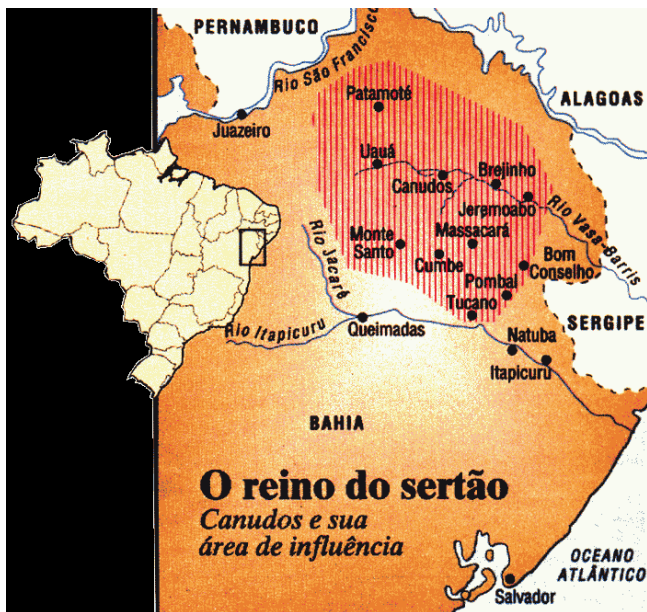 PERNAMBUCO
Rio São Francisco
ALAGOAS
Patamoté
Juazeiro
Uauá
Brejinho
Canudos
Jeremoabo
Rio Vasa-Barris
Rio Jacaré
Monte
Santo
Massacará
Cumbe
Bom
Conselho
Pombal
Tucano
SERGIPE
Rio Itapicuru
Queimadas
Natuba
Itapicuru
BAHIA
O reino do sertão
Canudos e sua
área de influência
OCEANO
ATLÂNTICO
Salvador